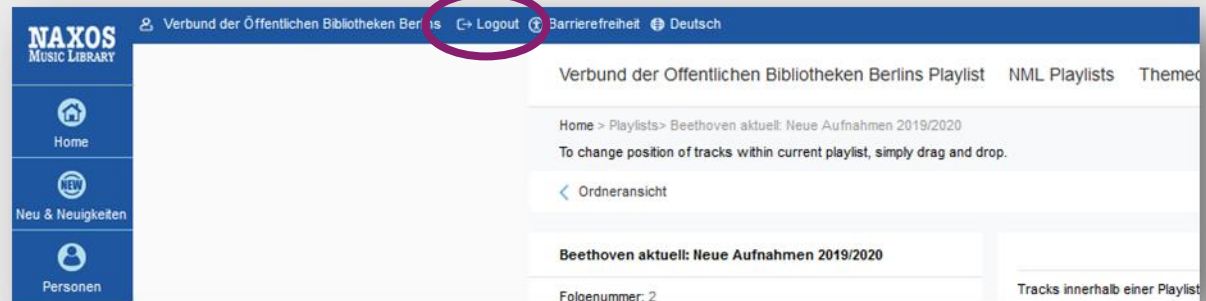 NAXOS
MUSIC LIBRARY
Verbund der Öffentlichen Bibliotheken Berlins Logout Barrierefreiheit Deutsch
Verbund der Offentlichen Bibliotheken Berlins Playlist NML Playlists Themed
Home > Playlists> Beethoven aktuell: Neue Aufnahmen 2019/2020
To change position of tracks within current playlist, simply drag and drop.
Ordneransicht
Home
NEW
Neu & Neuigkeiten
Personen
Beethoven aktuell: Neue Aufnahmen 2019/2020
Folgenummer: 2
Tracks innerhalb einer Playlist